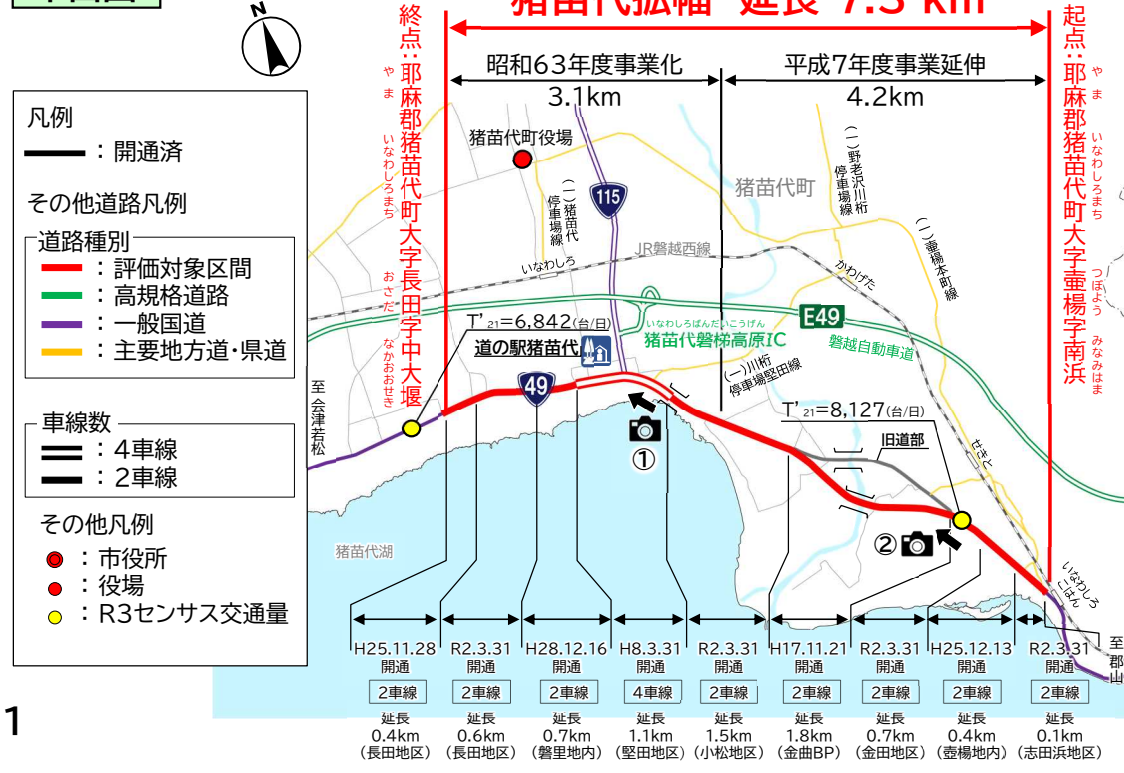 平面図
猪苗代拡幅 延長 7.3 km
N
終点：耶麻郡猪苗代町大字長田字中大堰
やま
いなわしろまち
おさだ
なかおおせき
起点：耶麻郡猪苗代町大字壷楊字南浜
やま
いなわしろまち
つぼよう
みなみはま
昭和63年度事業化
3.1km
平成7年度事業延伸
4.2km
凡例
：開通済
その他道路凡例
道路種別
：評価対象区間
：高規格道路
：一般国道
：主要地方道・県道
車線数
：4車線
：2車線
その他凡例
：市役所
：役場
：R3センサス交通量
猪苗代町役場
115
(一)猪苗代
停車場線
猪苗代町
(一)野老沢川桁
停車場線
(一)壷楊本町線
JR磐越西線
いなわしろ
かわげた
T'21=6,842(台/日)
道の駅猪苗代
いなわしろばんだいこうげん
猪苗代磐梯高原IC
E49
磐越自動車道
49
(一)川桁
停車場堅田線
T'21=8,127(台/日)
旧道部
せきと
至会津若松
①
②
猪苗代湖
いなわしろ
こはん
至郡山
H25.11.28
開通
2車線
延長
0.4km
(長田地区)
R2.3.31
開通
2車線
延長
0.6km
(長田地区)
H28.12.16
開通
2車線
延長
0.7km
(磐里地内)
H8.3.31
開通
4車線
延長
1.1km
(堅田地区)
R2.3.31
開通
2車線
延長
1.5km
(小松地区)
H17.11.21
開通
2車線
延長
1.8km
(金曲BP)
R2.3.31
開通
2車線
延長
0.7km
(金田地区)
H25.12.13
開通
2車線
延長
0.4km
(壺楊地内)
R2.3.31
開通
2車線
延長
0.1km
(志田浜地区)
1